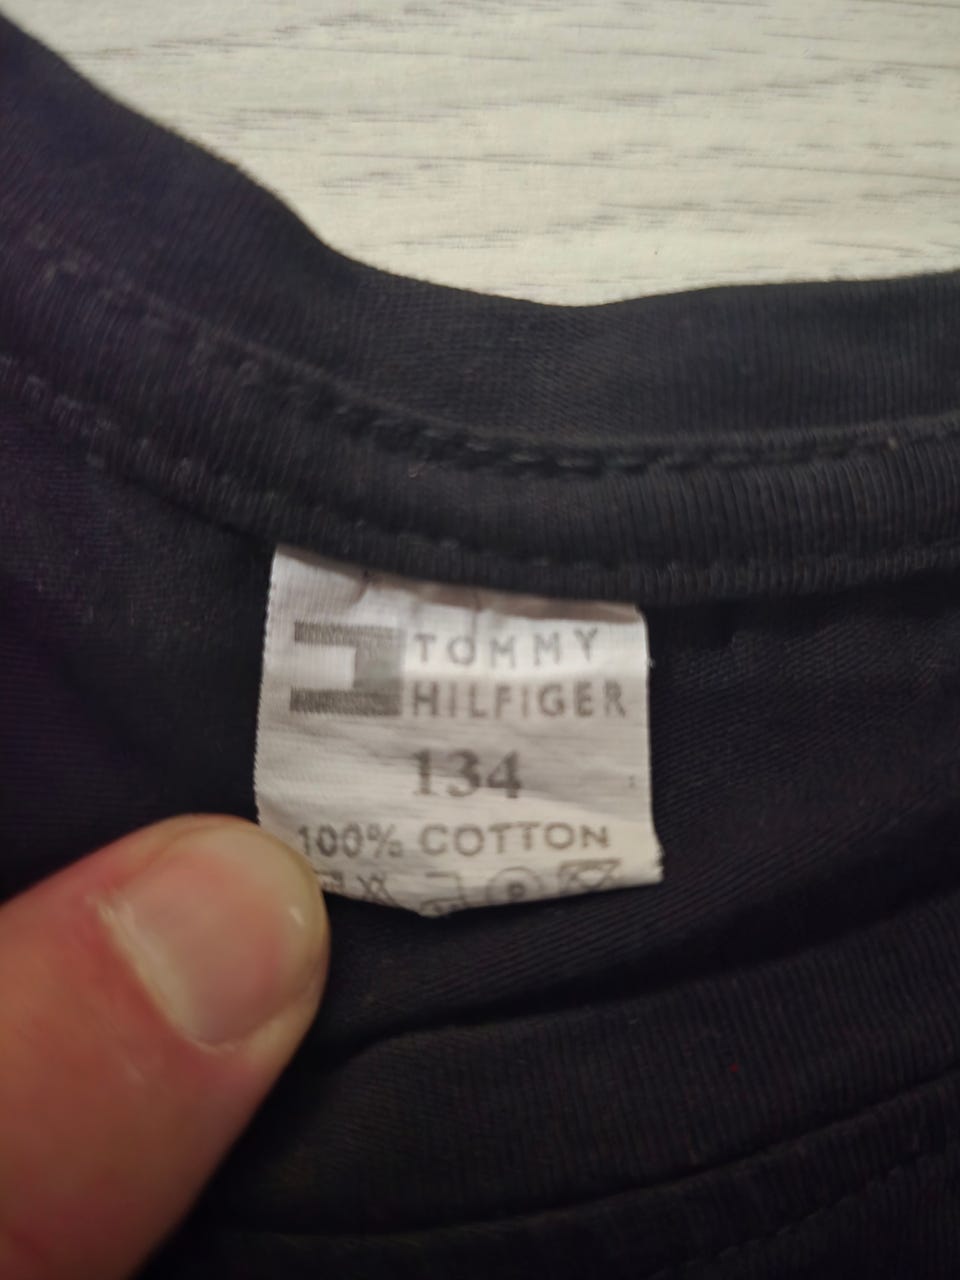 TOMMY
HILFIGER
134
100% COTTON